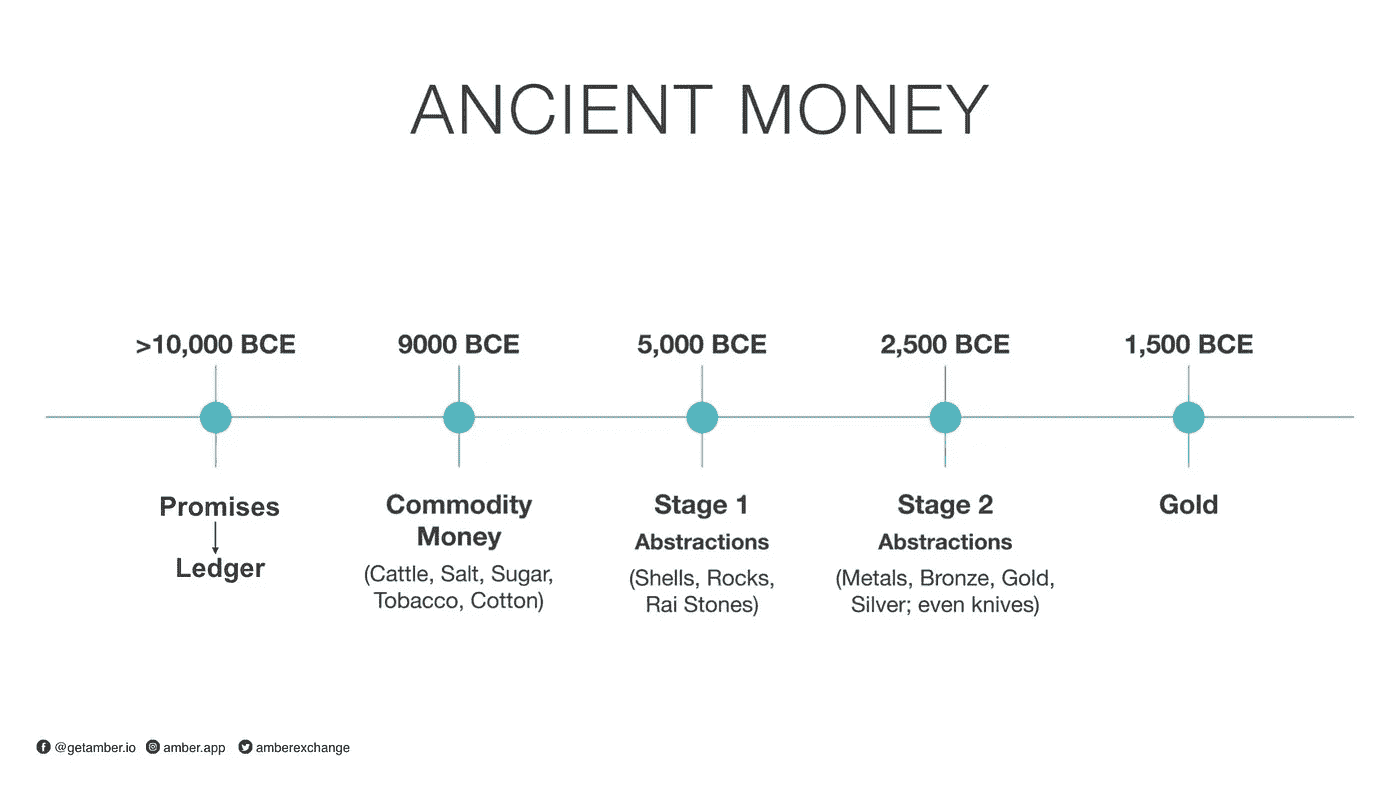 ANCIENT MONEY
>10,000 BCE
9000 BCE
5,000 BCE
2,500 BCE
1,500 BCE
Promises
Ledger
Commodity
Money
(Cattle, Salt, Sugar,
Tobacco, Cotton)
Stage 1
Abstractions
(Shells, Rocks,
Rai Stones)
Stage 2
Abstractions
(Metals, Bronze, Gold,
Silver; even knives)
Gold
@getamber.io amber.app amberexchange